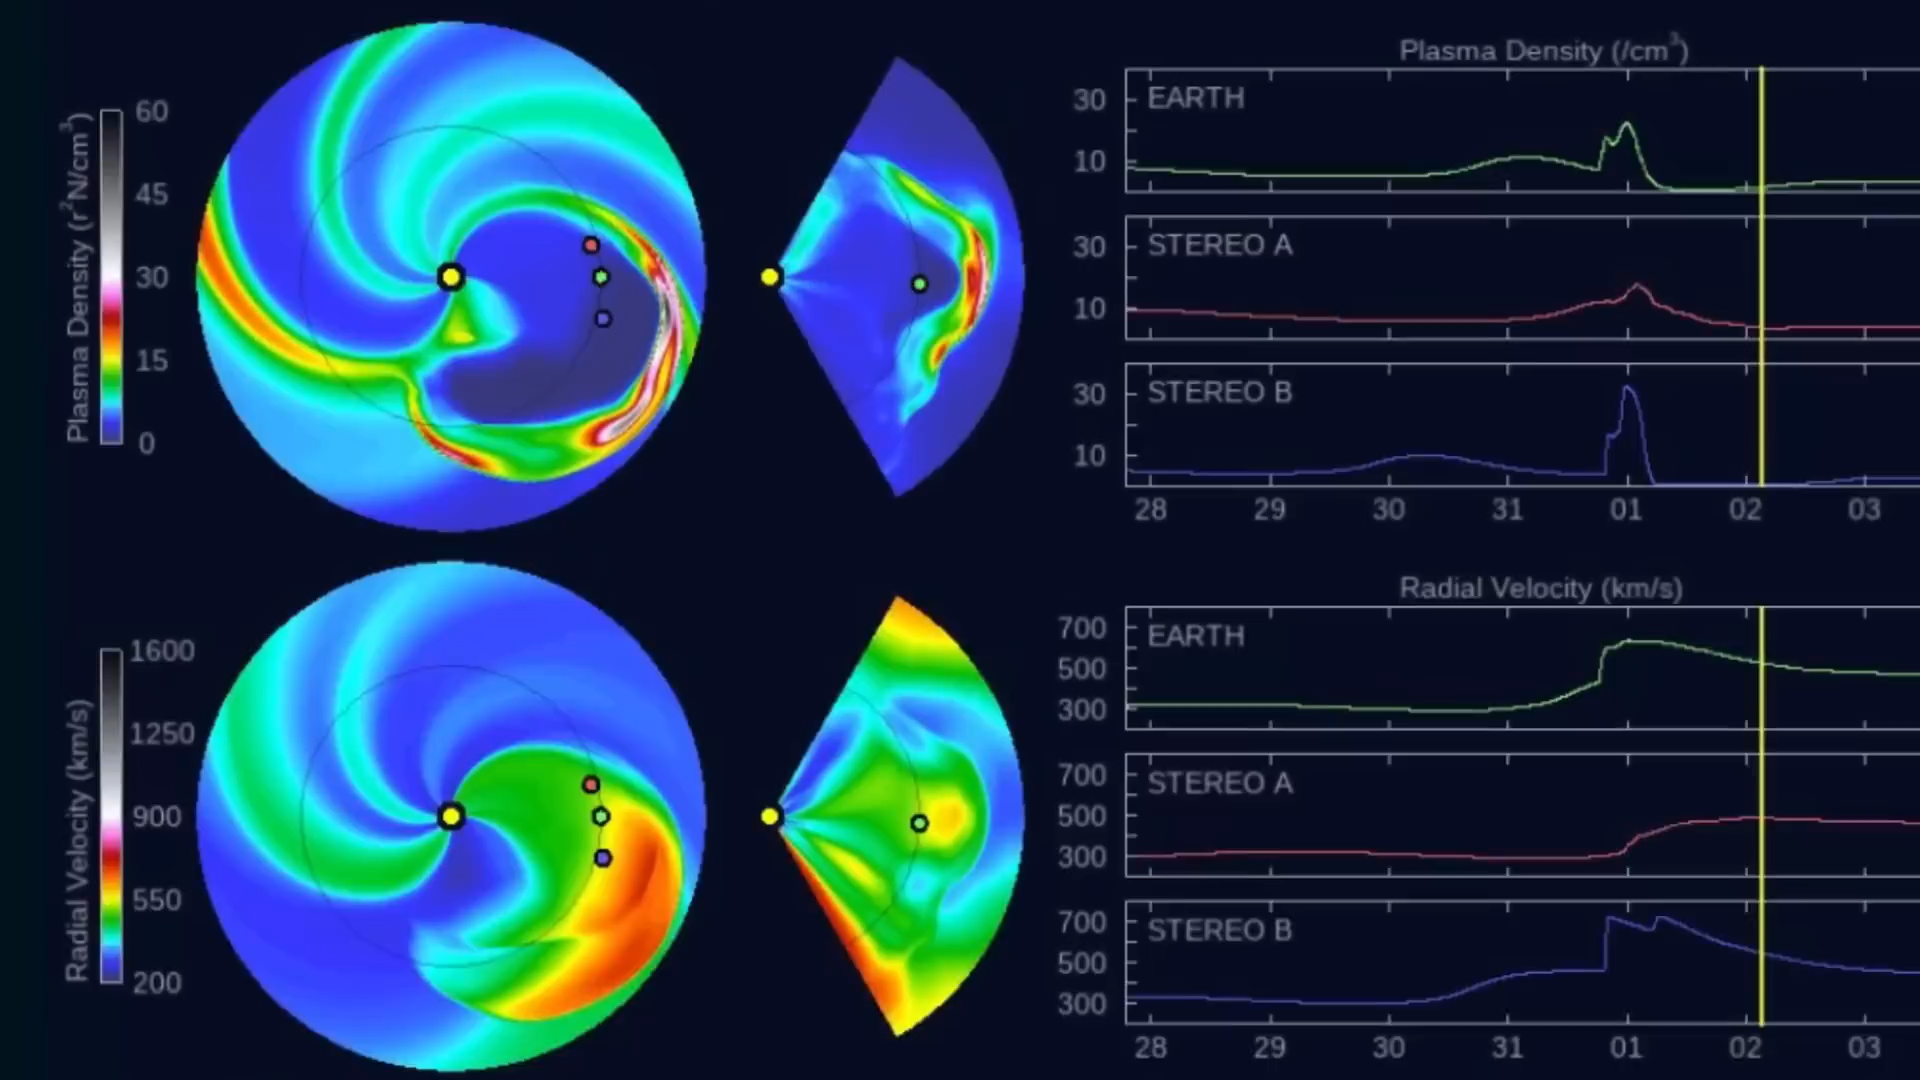 Plasma Density (/cm³)
Plasma Density (r²N/cm³)
60
45
30
15
0
EARTH
30
10
STEREO A
30
10
STEREO B
30
10
28 29 30 31 01 02 03
Radial Velocity (km/s)
Radial Velocity (km/s)
1600
1250
900
550
200
EARTH
700
500
300
STEREO A
700
500
300
STEREO B
700
500
300
28 29 30 31 01 02 03